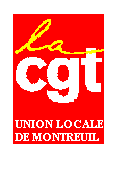 la
cgt
UNION LOCALE
DE MONTREUIL